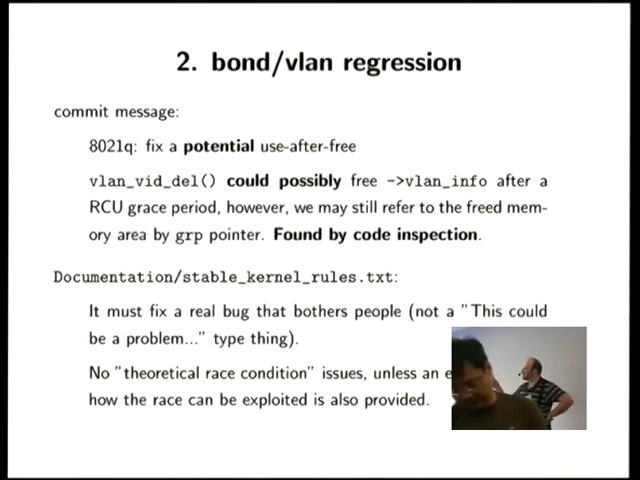 2. bond/vlan regression
commit message:
8021q: fix a potential use-after-free
vlan_vid_del() could possibly free ->vlan_info after a
RCU grace period, however, we may still refer to the freed mem-
ory area by grp pointer. Found by code inspection.
Documentation/stable_kernel_rules.txt:
It must fix a real bug that bothers people (not a "This could
be a problem..." type thing).
No "theoretical race condition" issues, unless an
how the race can be exploited is also provided.